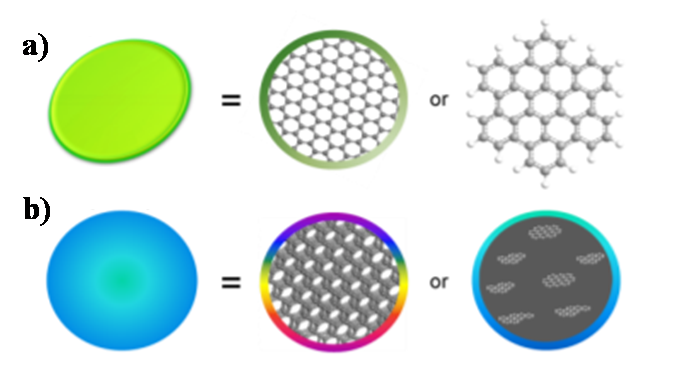 a)
= or
b)
= or